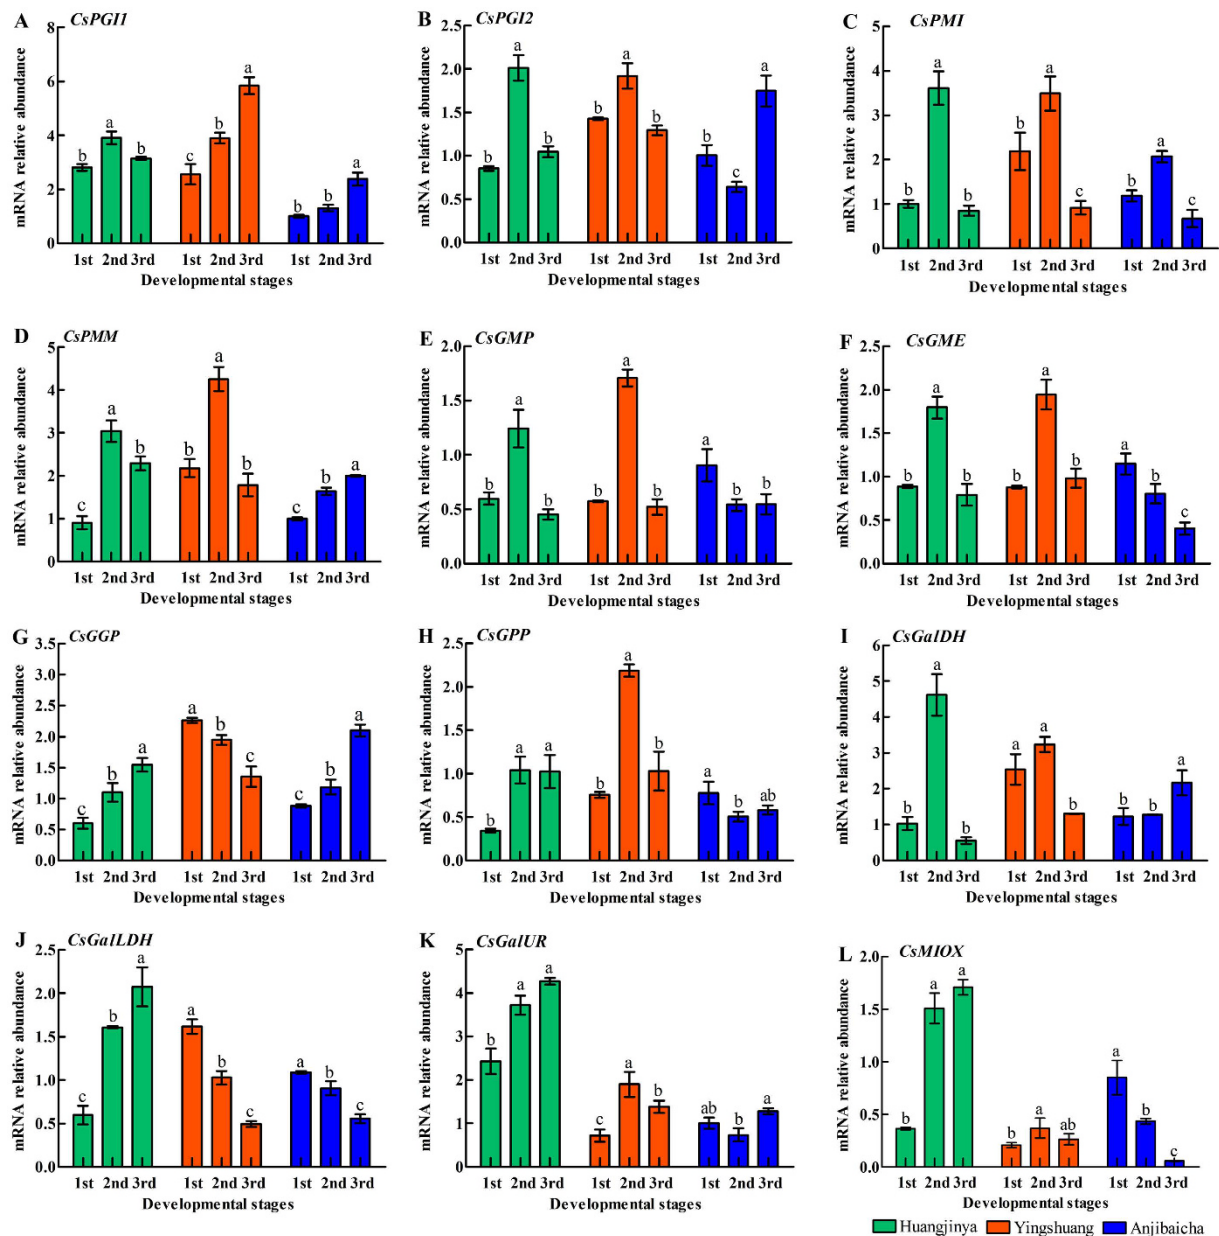 A CsPGI1
mRNA relative abundance
8
6
4
2
0
b a b c b a b b a
1st 2nd 3rd 1st 2nd 3rd 1st 2nd 3rd
Developmental stages
B CsPGI2
mRNA relative abundance
2.5
2.0
1.5
1.0
0.5
0.0
b a b b a b b c a
1st 2nd 3rd 1st 2nd 3rd 1st 2nd 3rd
Developmental stages
C CsPMI
mRNA relative abundance
5
4
3
2
1
0
b a b b a c b a c
1st 2nd 3rd 1st 2nd 3rd 1st 2nd 3rd
Developmental stages
D CsPMM
mRNA relative abundance
5
4
3
2
1
0
c a b b a b c b a
1st 2nd 3rd 1st 2nd 3rd 1st 2nd 3rd
Developmental stages
E CsGMP
mRNA relative abundance
2.0
1.5
1.0
0.5
0.0
b a b b a b a b b
1st 2nd 3rd 1st 2nd 3rd 1st 2nd 3rd
Developmental stages
F CsGME
mRNA relative abundance
2.5
2.0
1.5
1.0
0.5
0.0
b a b b a b a b c
1st 2nd 3rd 1st 2nd 3rd 1st 2nd 3rd
Developmental stages
G CsGGP
mRNA relative abundance
3.5
3.0
2.5
2.0
1.5
1.0
0.5
0.0
c b a a b c c b a
1st 2nd 3rd 1st 2nd 3rd 1st 2nd 3rd
Developmental stages
H CsGPP
mRNA relative abundance
2.5
2.0
1.5
1.0
0.5
0.0
b a a b a b a b ab
1st 2nd 3rd 1st 2nd 3rd 1st 2nd 3rd
Developmental stages
I CsGalDH
mRNA relative abundance
6
5
4
3
2
1
0
b a b a a b b b a
1st 2nd 3rd 1st 2nd 3rd 1st 2nd 3rd
Developmental stages
J CsGalLDH
mRNA relative abundance
2.5
2.0
1.5
1.0
0.5
0.0
c b a a b c a b c
1st 2nd 3rd 1st 2nd 3rd 1st 2nd 3rd
Developmental stages
K CsGalUR
mRNA relative abundance
5
4
3
2
1
0
b a a c a b ab b a
1st 2nd 3rd 1st 2nd 3rd 1st 2nd 3rd
Developmental stages
L CsMIOX
mRNA relative abundance
2.0
1.5
1.0
0.5
0.0
b a a b a ab a b c
1st 2nd 3rd 1st 2nd 3rd 1st 2nd 3rd
Developmental stages
Huangjinya Yingshuang Anjibaicha